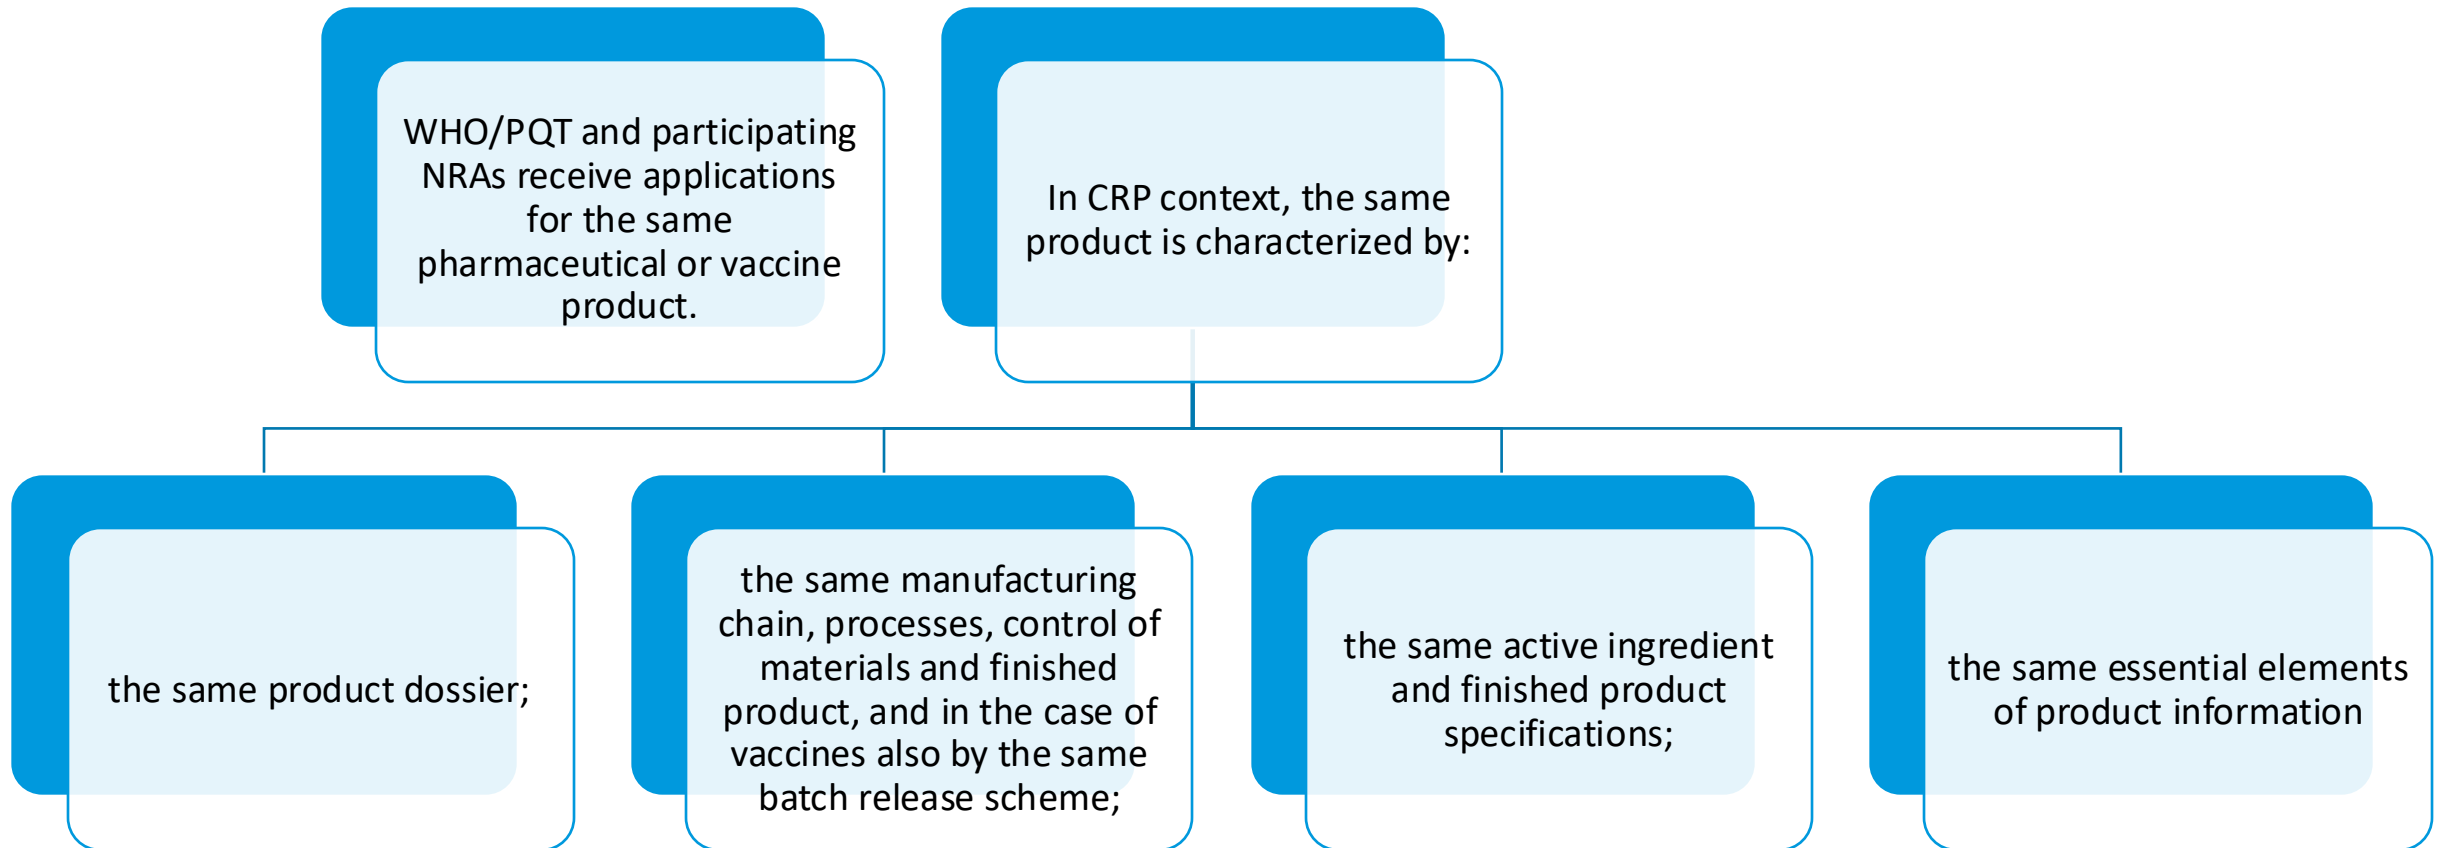 WHO/PQT and participating
NRAs receive applications
for the same
pharmaceutical or vaccine
product.
In CRP context, the same
product is characterized by:
the same product dossier;
the same manufacturing
chain, processes, control of
materials and finished
product, and in the case of
vaccines also by the same
batch release scheme;
the same active ingredient
and finished product
specifications;
the same essential elements
of product information